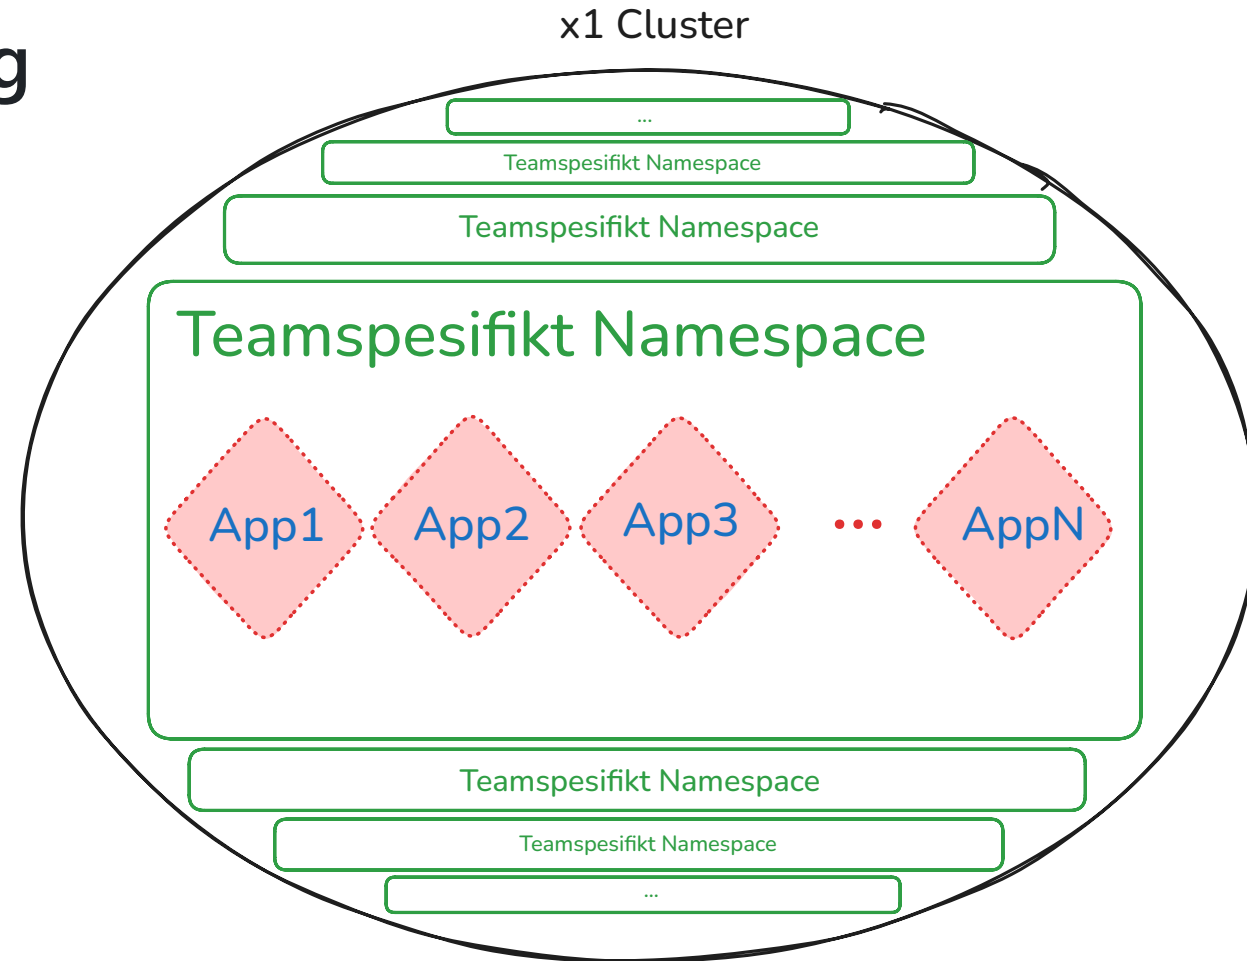 x1 Cluster
g
...
Teamspesifikt Namespace
Teamspesifikt Namespace
Teamspesifikt Namespace
App1 App2 App3 ... AppN
Teamspesifikt Namespace
Teamspesifikt Namespace
...